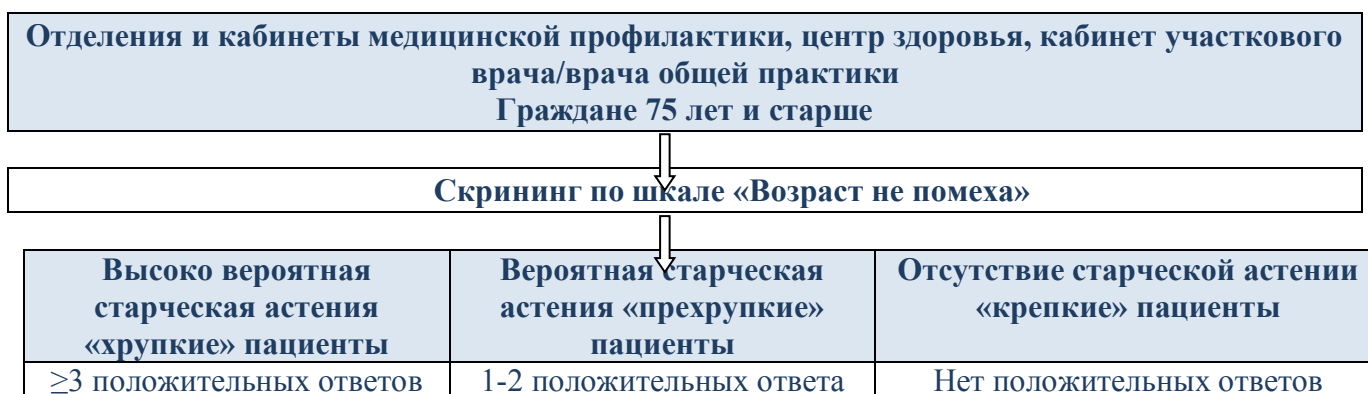 Отделения и кабинеты медицинской профилактики, центр здоровья, кабинет участкового
врача/врача общей практики
Граждане 75 лет и старше
Скрининг по шкале «Возраст не помеха»
Высоко вероятная
старческая астения
«хрупкие» пациенты
Вероятная старческая
астения «прехрупкие»
пациенты
Отсутствие старческой астении
«крепкие» пациенты
≥3 положительных ответов
1-2 положительных ответа
Нет положительных ответов